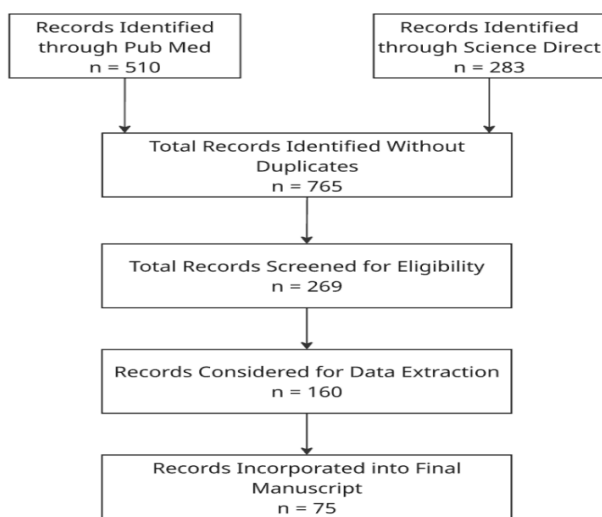 Records Identified
through Pub Med
n = 510
Records Identified
through Science Direct
n = 283
Total Records Identified Without
Duplicates
n = 765
Total Records Screened for Eligibility
n = 269
Records Considered for Data Extraction
n = 160
Records Incorporated into Final
Manuscript
n = 75